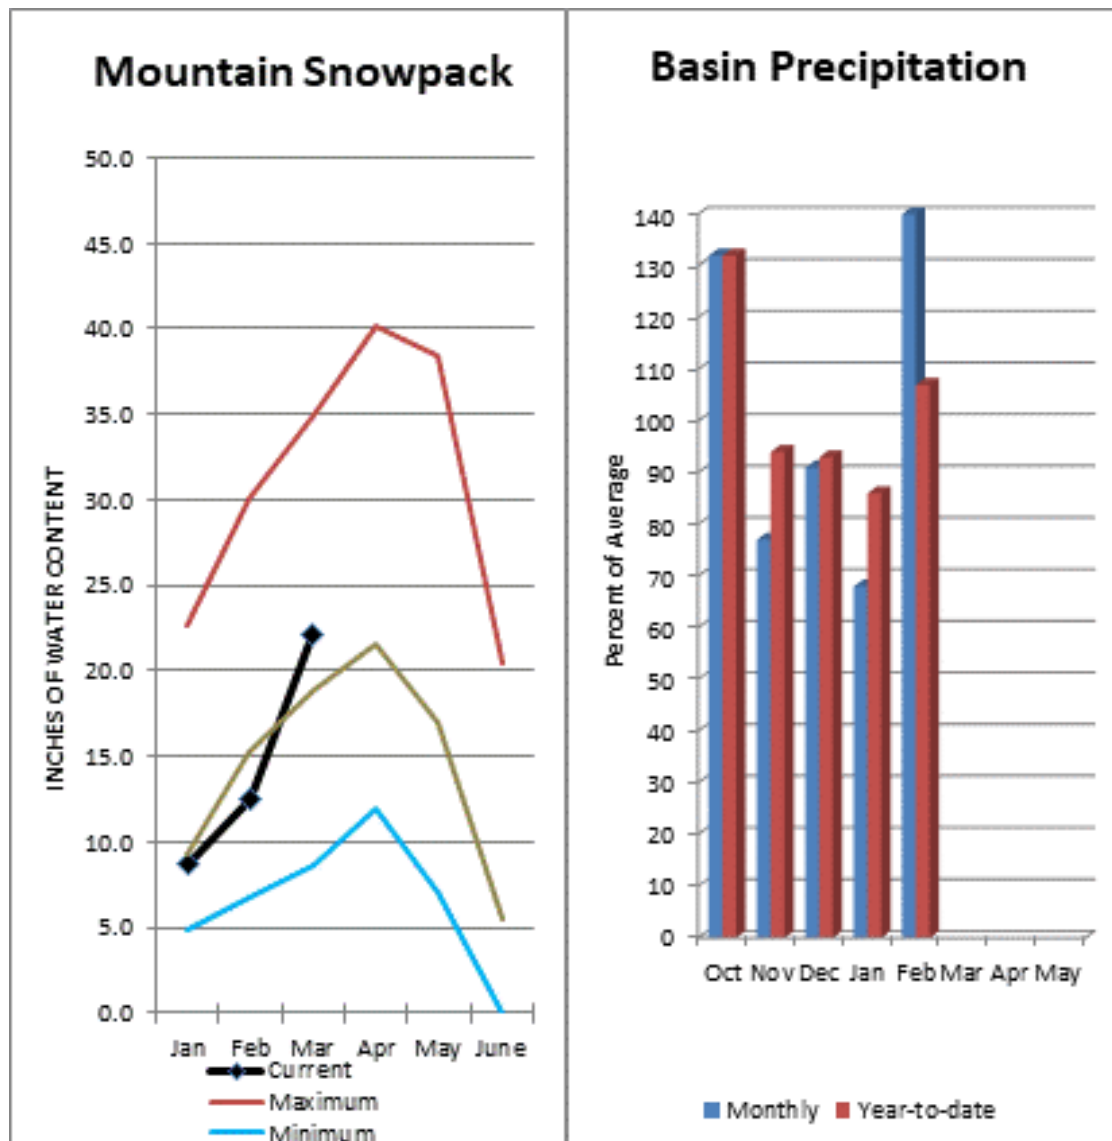 Mountain Snowpack
50.0
45.0
40.0
35.0
30.0
25.0
20.0
15.0
10.0
5.0
0.0
INCHES OF WATER CONTENT
Jan Feb Mar Apr May June
Current
Maximum
Minimum
Basin Precipitation
140
130
120
110
100
90
80
70
60
50
40
30
20
10
0
Percent of Average
Oct Nov Dec Jan Feb Mar Apr May
Monthly Year-to-date